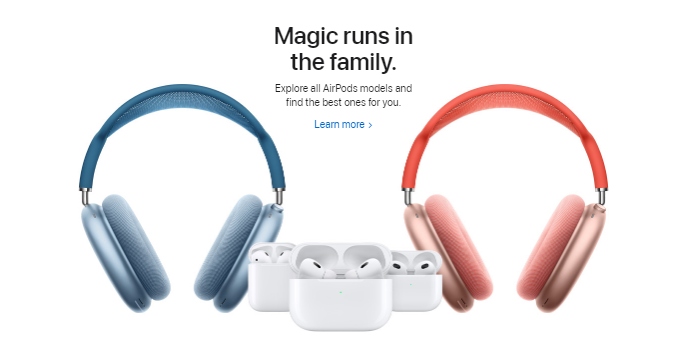 Magic runs in
the family.
Explore all AirPods models and
find the best ones for you.
Learn more >